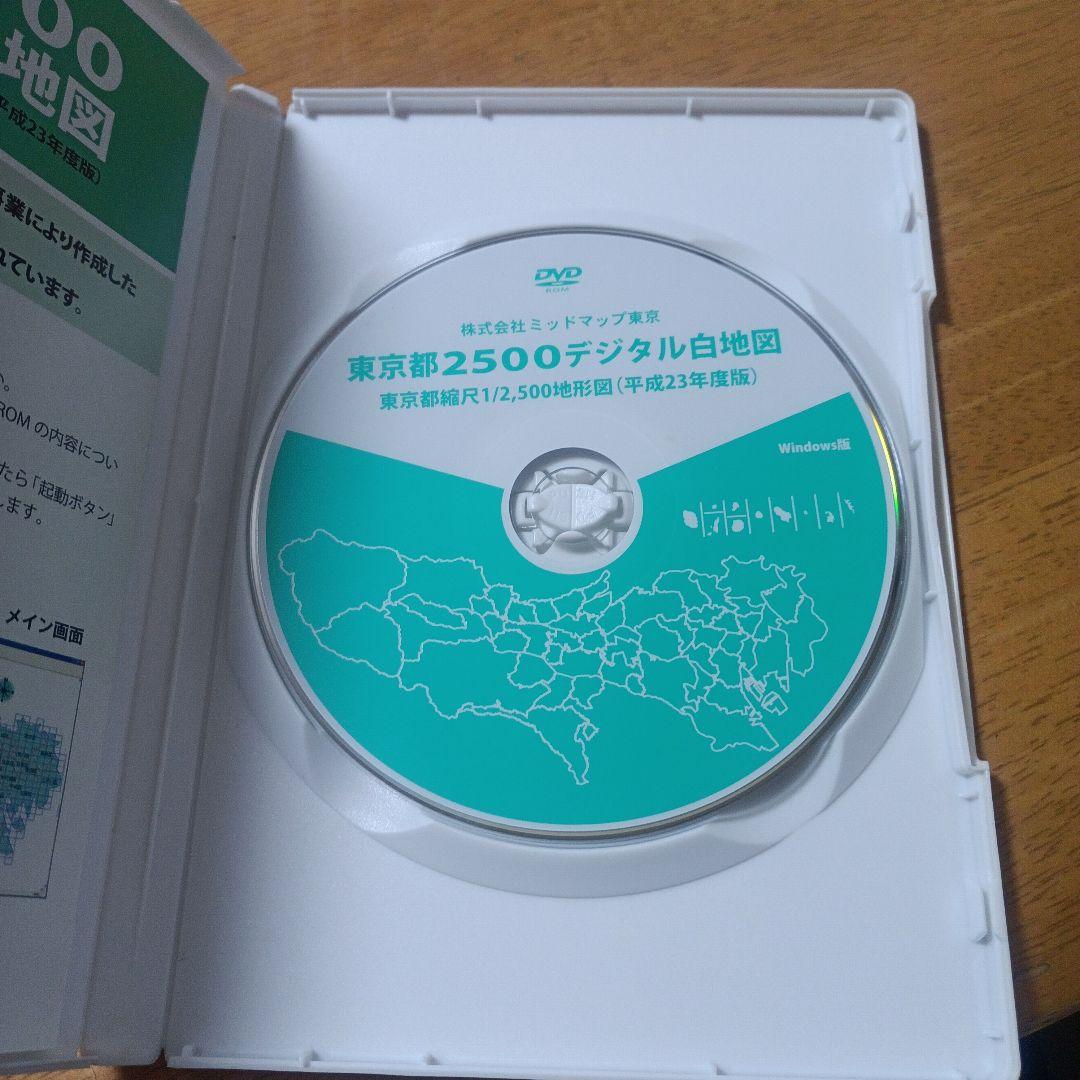 00
地図
平成23年度版)
業により作成した
れています。
。
ROM の内容につい
たら「起動ボタン」
します。
メイン画面
DVD
ROM
株式会社ミッドマップ東京
東京都2500デジタル白地図
東京都縮尺1/2,500地形図(平成23年度版)
Windows版